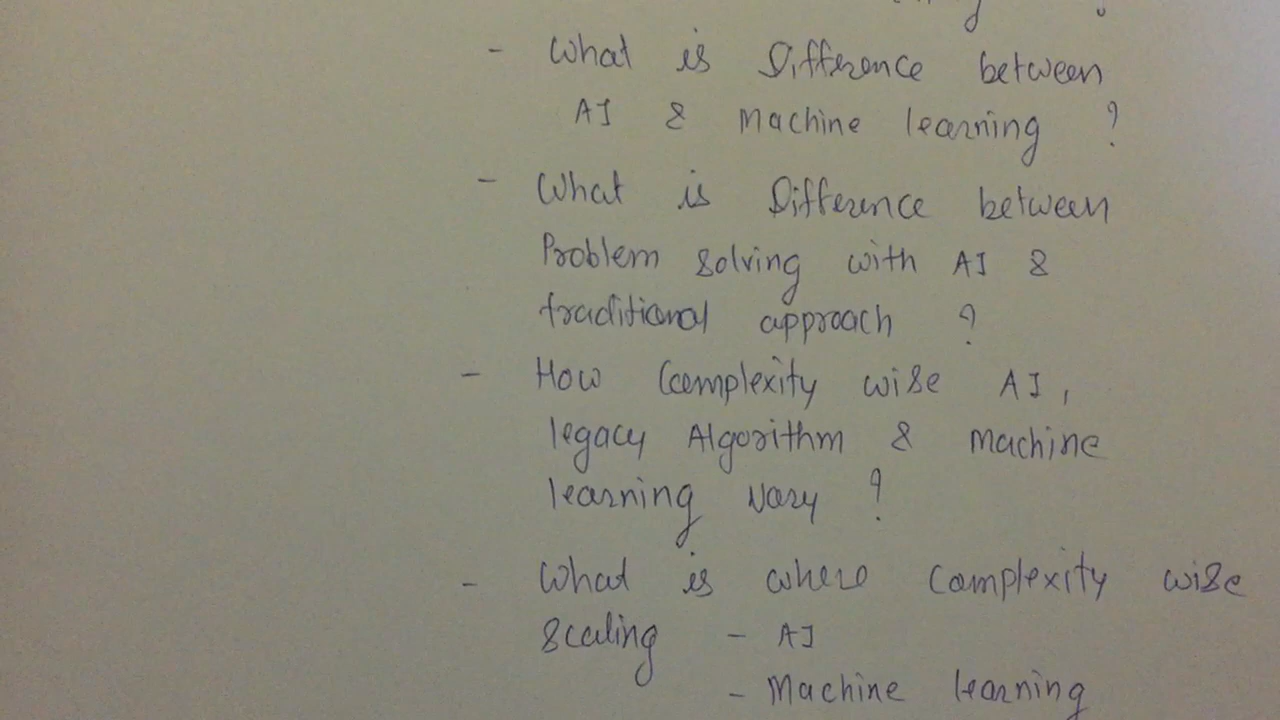 - What is Difference between
AI & Machine learning ?
- What is Difference between
Problem solving with AI &
traditional approach ?
- How Complexity wise AI,
legacy Algorithm & Machine
learning vary ?
- What is where Complexity wise
scaling - AI
- Machine learning